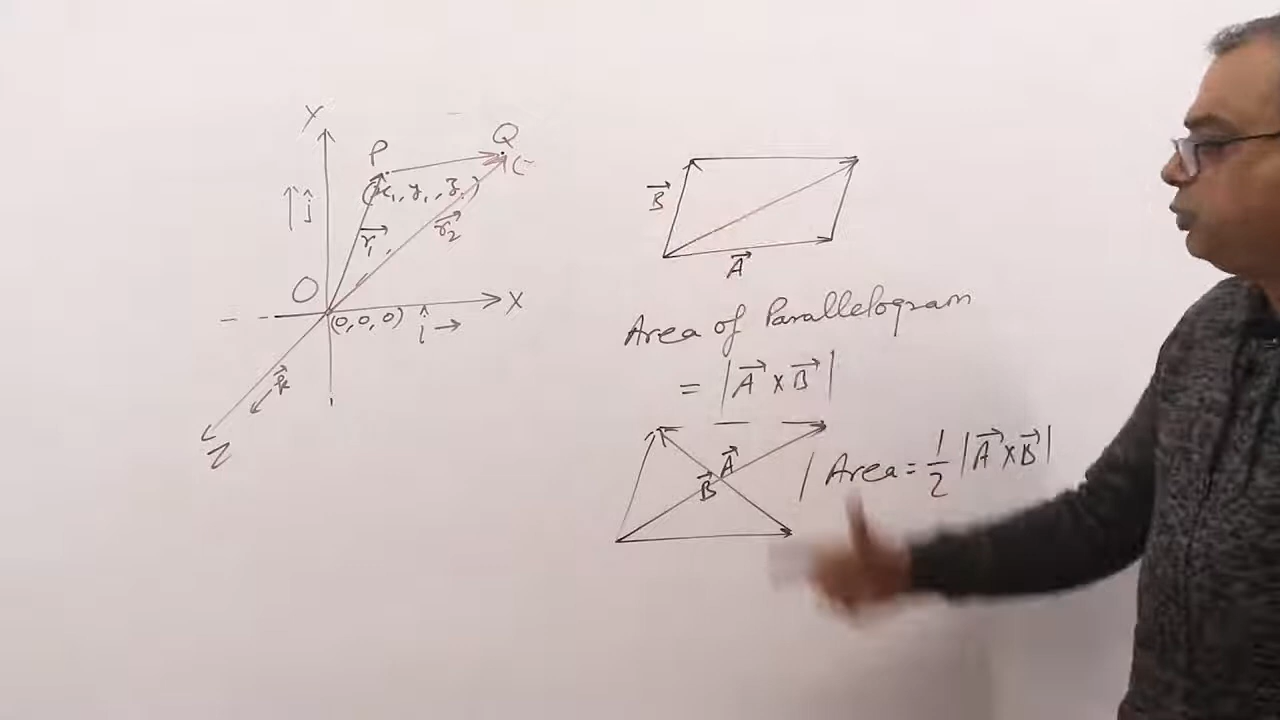 Y
P
Q
(x₁, y₁, z₁)
(
ĵ
r⃗₁
r⃗₂
O
X
(0, 0, 0)
î
k⃗
Z
B⃗
A⃗
Area of Parallelogram
= |A⃗ × B⃗|
A⃗
B⃗
| Area = 1/2 |A⃗ × B⃗|